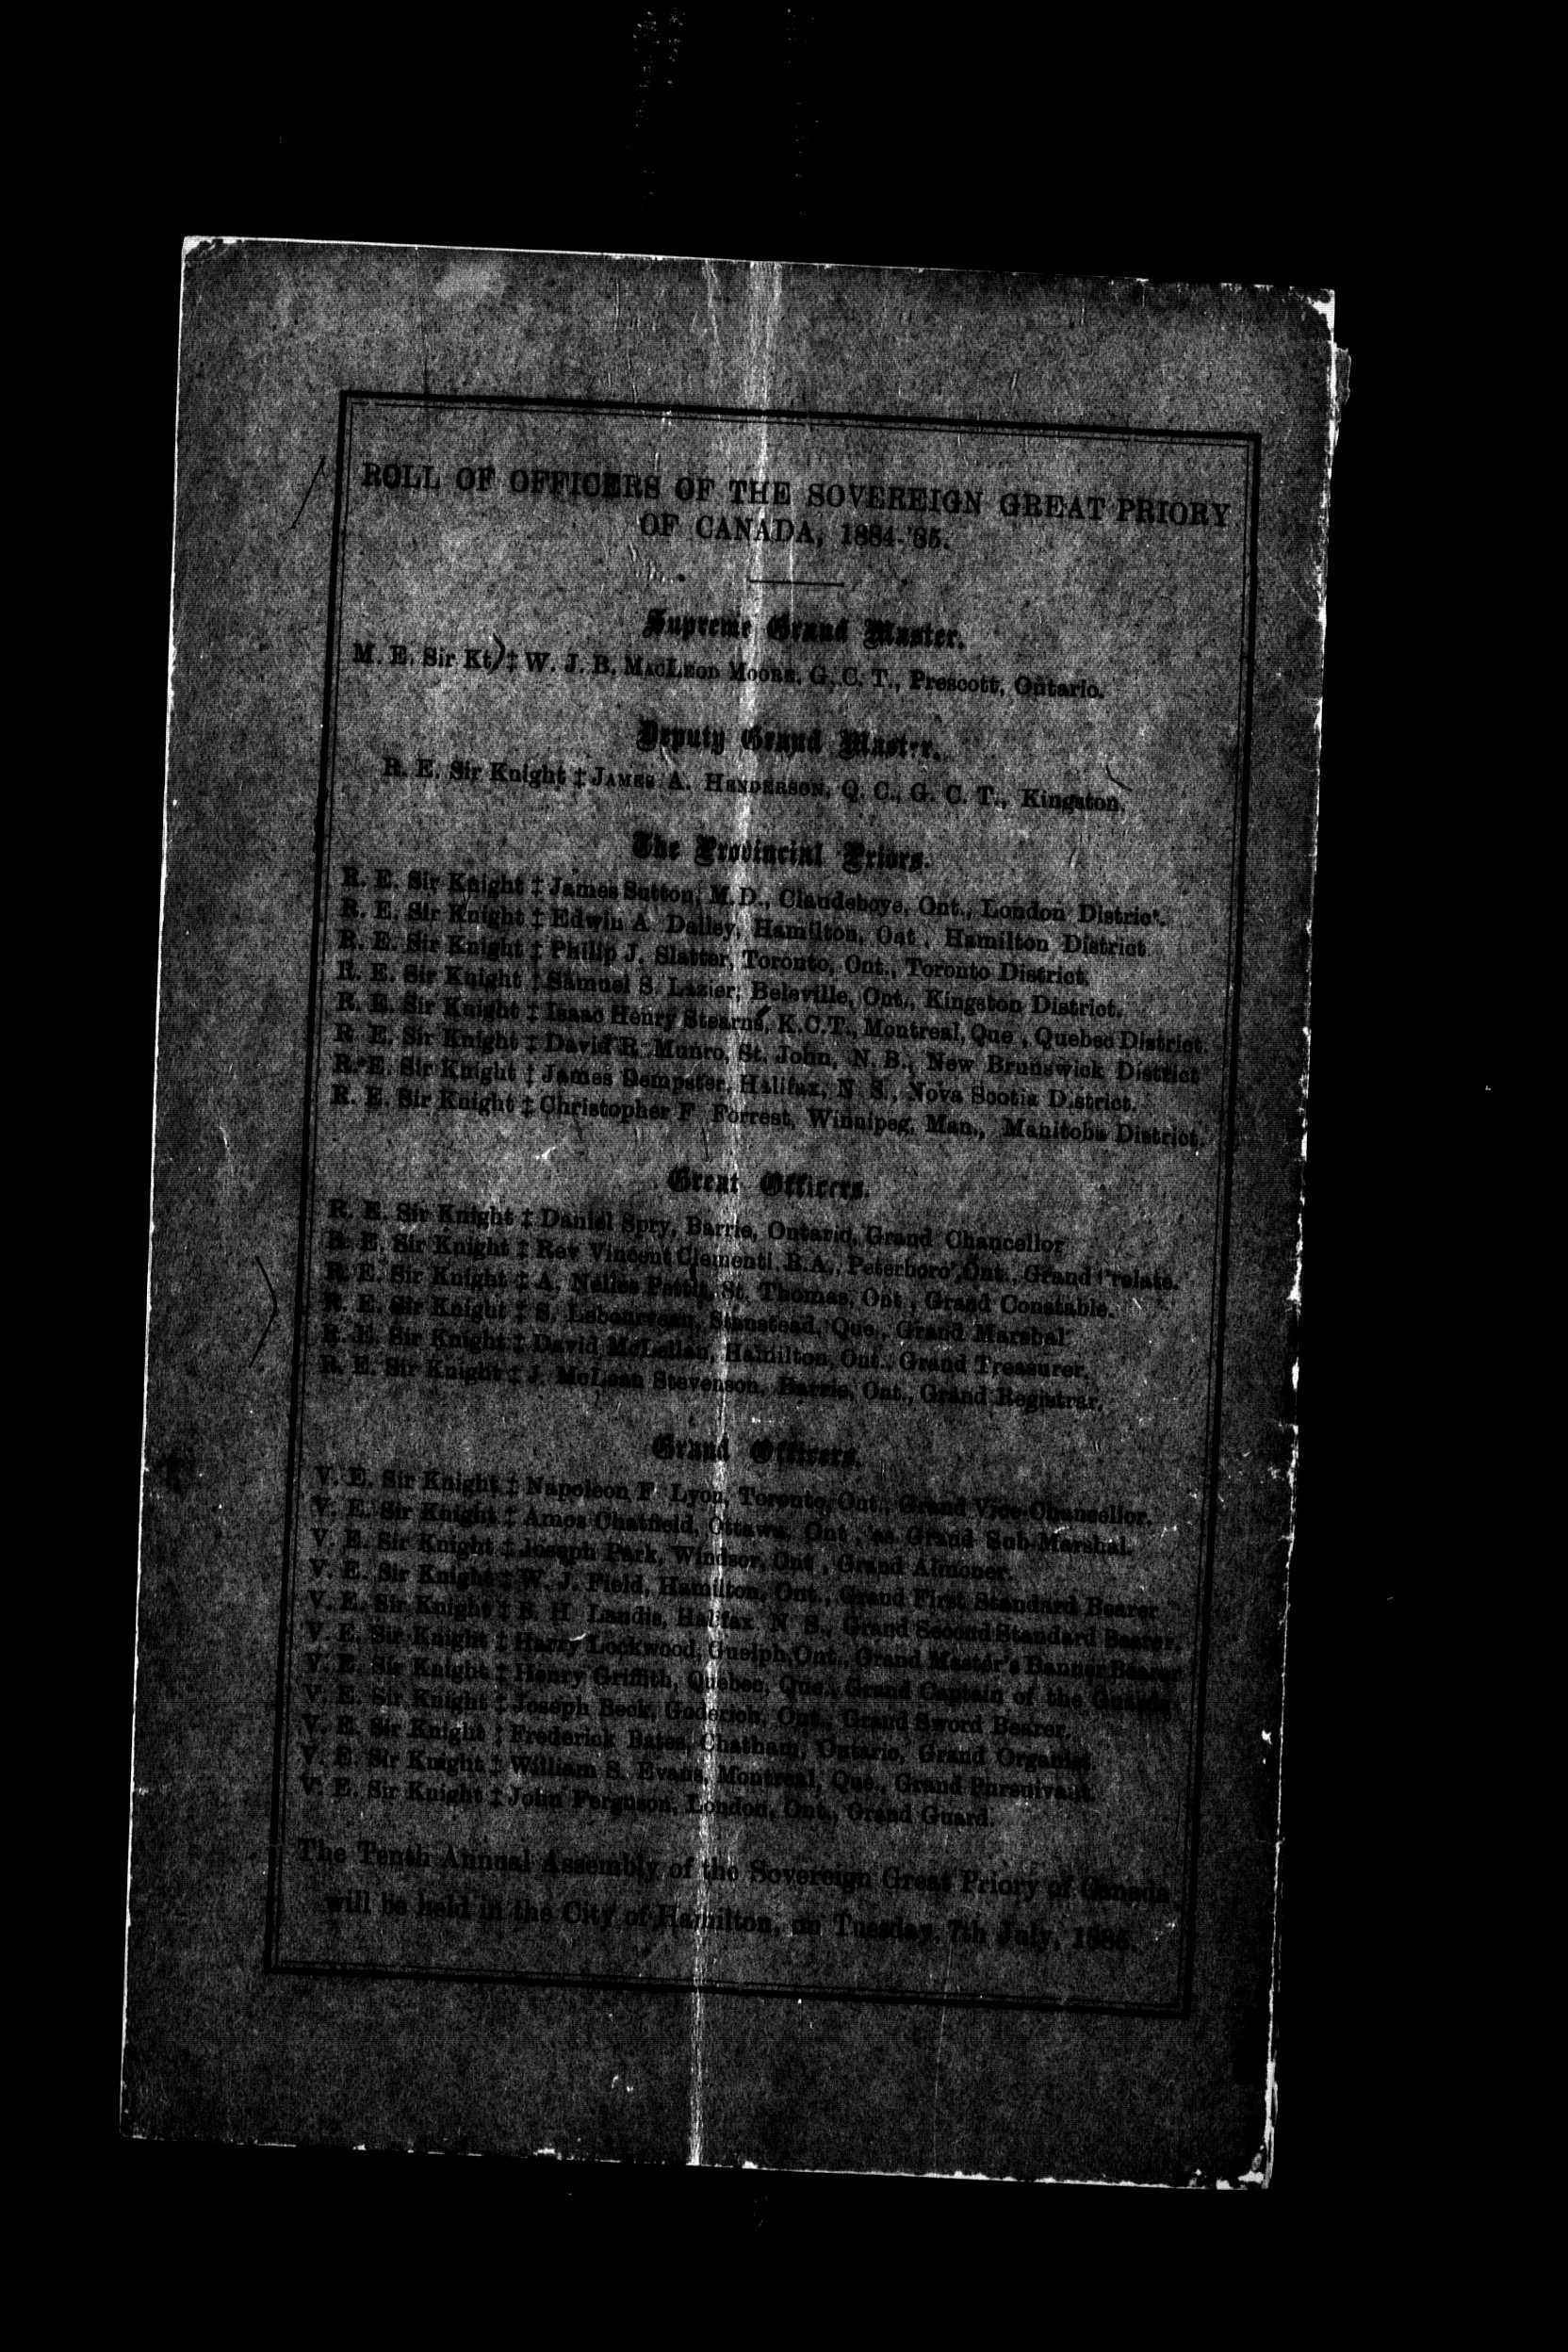 ROLL OF OFFICERS OF THE SOVEREIGN GREAT PRIORY
OF CANADA, 1884-'85.
Supreme Grand Master.
M. E. Sir Kt ‡ W. J. B. MacLeod Moore, G. C. T., Prescott, Ontario.
Deputy Grand Master.
R. E. Sir Knight ‡ James A. Henderson, Q. C., G. C. T., Kingston.
The Provincial Priors.
R. E. Sir Knight ‡ James Sutton, M.D., Claudeboye, Ont., London District.
R. E. Sir Knight ‡ Edwin A Dalley, Hamilton, Ont , Hamilton District
R. E. Sir Knight ‡ Philip J. Slatter, Toronto, Ont., Toronto District.
R. E. Sir Knight ‡ Samuel S. Lazier, Beleville, Ont., Kingston District.
R. E. Sir Knight ‡ Isaac Henry Stearns, K.C.T., Montreal, Que , Quebec District.
R E. Sir Knight ‡ David R. Munro, St. John, N. B., New Brunswick District
R. E. Sir Knight ‡ James Dempster, Halifax, N S., Nova Scotia District.
R. E. Sir Knight ‡ Christopher F Forrest, Winnipeg, Man., Manitoba District.
Great Officers.
R. E. Sir Knight ‡ Daniel Spry, Barrie, Ontario, Grand Chancellor
R. E. Sir Knight ‡ Rev Vincent Clementi B.A., Peterboro', Ont., Grand Prelate.
R. E. Sir Knight ‡ A. Nelles Pettit, St. Thomas, Ont , Grand Constable.
R. E. Sir Knight ‡ S. Lebourveau, Stanstead, Que., Grand Marshal
R. E. Sir Knight ‡ David McLellan, Hamilton, Ont., Grand Treasurer.
R. E. Sir Knight ‡ J. McLean Stevenson, Barrie, Ont., Grand Registrar.
Grand Officers.
V. E. Sir Knight ‡ Napoleon F Lyon, Toronto, Ont., Grand Vice-Chancellor.
V. E. Sir Knight ‡ Amos Chatfield, Ottawa, Ont , as Grand Sub-Marshal.
V. E. Sir Knight ‡ Joseph Park, Windsor, Ont , Grand Almoner.
V. E. Sir Knight ‡ W. J. Field, Hamilton, Ont., Grand First Standard Bearer
V. E. Sir Knight ‡ B. H Landis, Halifax N S., Grand Second Standard Bearer.
V. E. Sir Knight ‡ Harry Lockwood, Guelph, Ont., Grand Master's Banner Bearer
V. E. Sir Knight ‡ Henry Griffith, Quebec, Que., Grand Captain of the Guards
V. E. Sir Knight ‡ Joseph Beck, Goderich, Ont., Grand Sword Bearer.
V. E. Sir Knight ‡ Frederick Bates, Chatham, Ontario, Grand Organist.
V. E. Sir Knight ‡ William S. Evans, Montreal, Que., Grand Pursuivant.
V. E. Sir Knight ‡ John Ferguson, London, Ont., Grand Guard.
The Tenth Annual Assembly of the Sovereign Great Priory of Canada
will be held in the City of Hamilton, on Tuesday, 7th July, 1885.